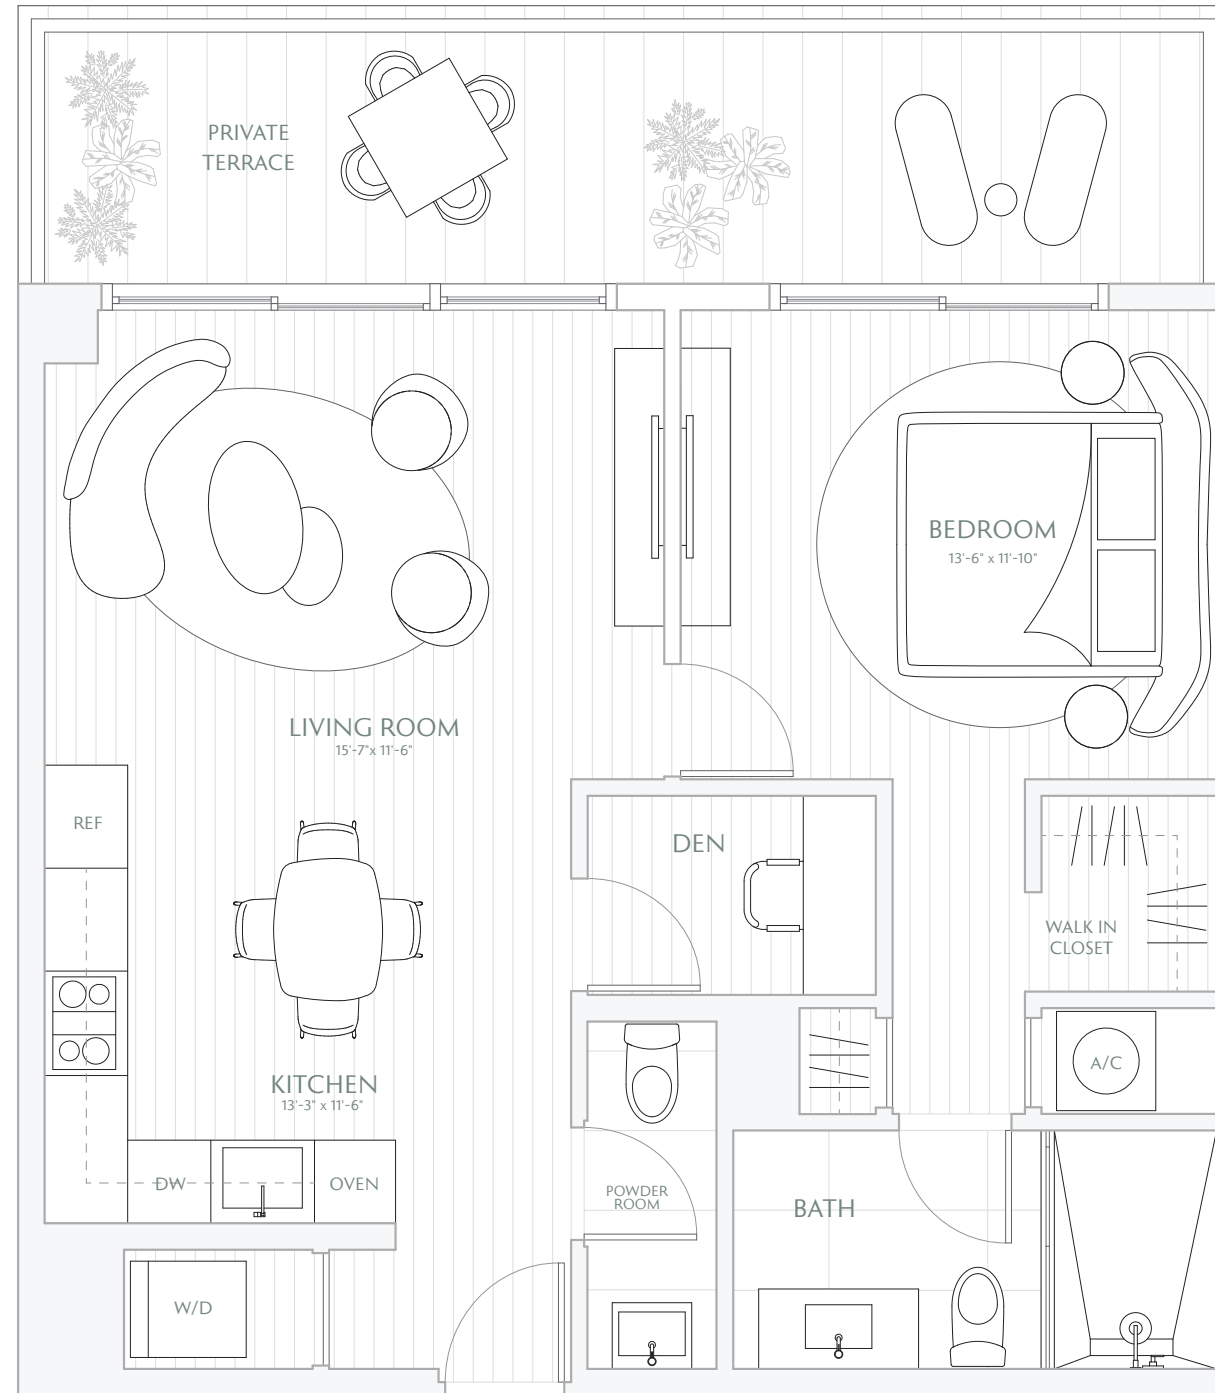 PRIVATE
TERRACE
BEDROOM
13'-6" x 11'-10"
LIVING ROOM
15'-7"x 11'-6"
REF
DEN
WALK IN
CLOSET
A/C
KITCHEN
13'-3" x 11'-6"
DW
OVEN
POWDER
ROOM
BATH
W/D